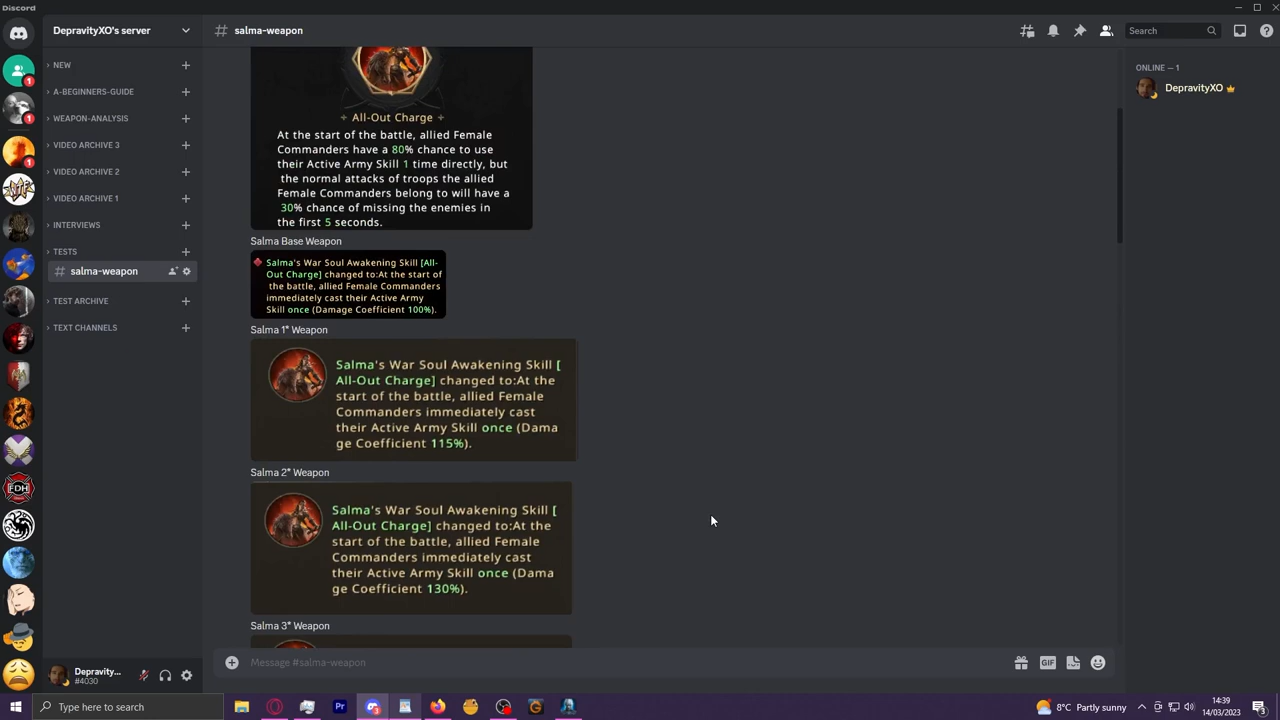 Discord
DepravityXO's server
# salma-weapon
Search
NEW
A-BEGINNERS-GUIDE
WEAPON-ANALYSIS
VIDEO ARCHIVE 3
VIDEO ARCHIVE 2
VIDEO ARCHIVE 1
INTERVIEWS
TESTS
# salma-weapon
TEST ARCHIVE
TEXT CHANNELS
All-Out Charge
At the start of the battle, allied Female
Commanders have a 80% chance to use
their Active Army Skill 1 time directly, but
the normal attacks of troops the allied
Female Commanders belong to will have a
30% chance of missing the enemies in
the first 5 seconds.
Salma Base Weapon
Salma's War Soul Awakening Skill [All-
Out Charge] changed to:At the start of
the battle, allied Female Commanders
immediately cast their Active Army
Skill once (Damage Coefficient 100%).
Salma 1* Weapon
Salma's War Soul Awakening Skill [
All-Out Charge] changed to:At the
start of the battle, allied Female
Commanders immediately cast
their Active Army Skill once (Dama
ge Coefficient 115%).
Salma 2* Weapon
Salma's War Soul Awakening Skill [
All-Out Charge] changed to:At the
start of the battle, allied Female
Commanders immediately cast
their Active Army Skill once (Dama
ge Coefficient 130%).
Salma 3* Weapon
Message #salma-weapon
GIF
ONLINE — 1
DepravityXO
1
1
1
FDH
Depravity...
#4030
Type here to search
Pr
3
8°C Partly sunny
14:39
14/03/2023